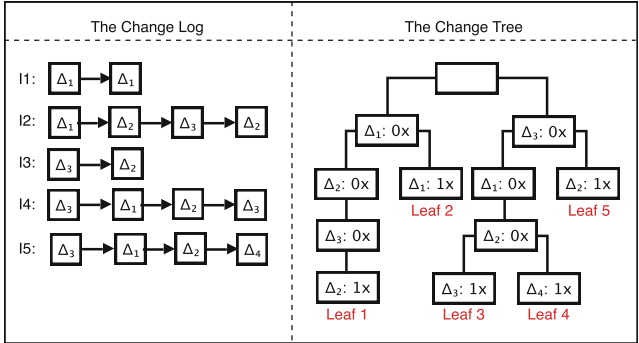 The Change Log
I1: Δ₁ Δ₁
I2: Δ₁ Δ₂ Δ₃ Δ₂
I3: Δ₃ Δ₂
I4: Δ₃ Δ₁ Δ₂ Δ₃
I5: Δ₃ Δ₁ Δ₂ Δ₄
The Change Tree
Δ₁: 0x Δ₃: 0x
Δ₂: 0x Δ₁: 1x Δ₁: 0x Δ₂: 1x
Leaf 2 Leaf 5
Δ₃: 0x Δ₂: 0x
Δ₂: 1x Δ₃: 1x Δ₄: 1x
Leaf 1 Leaf 3 Leaf 4